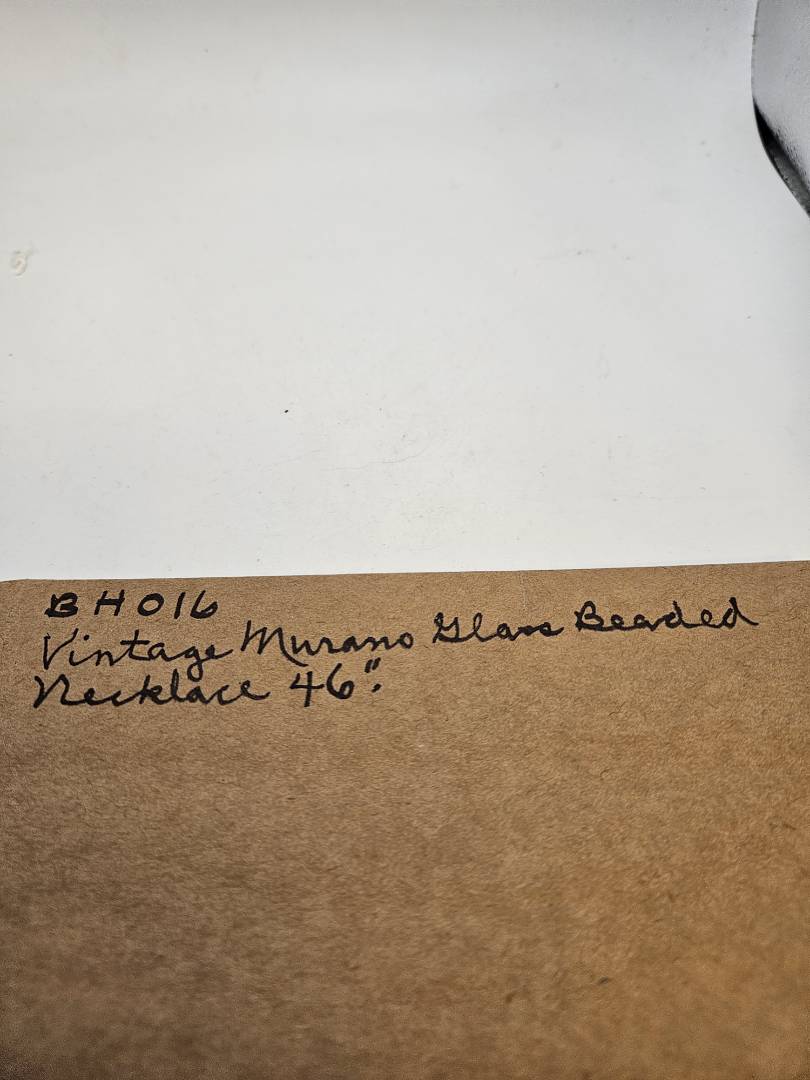 BH016
Vintage Murano Glass Beaded
Necklace 46".